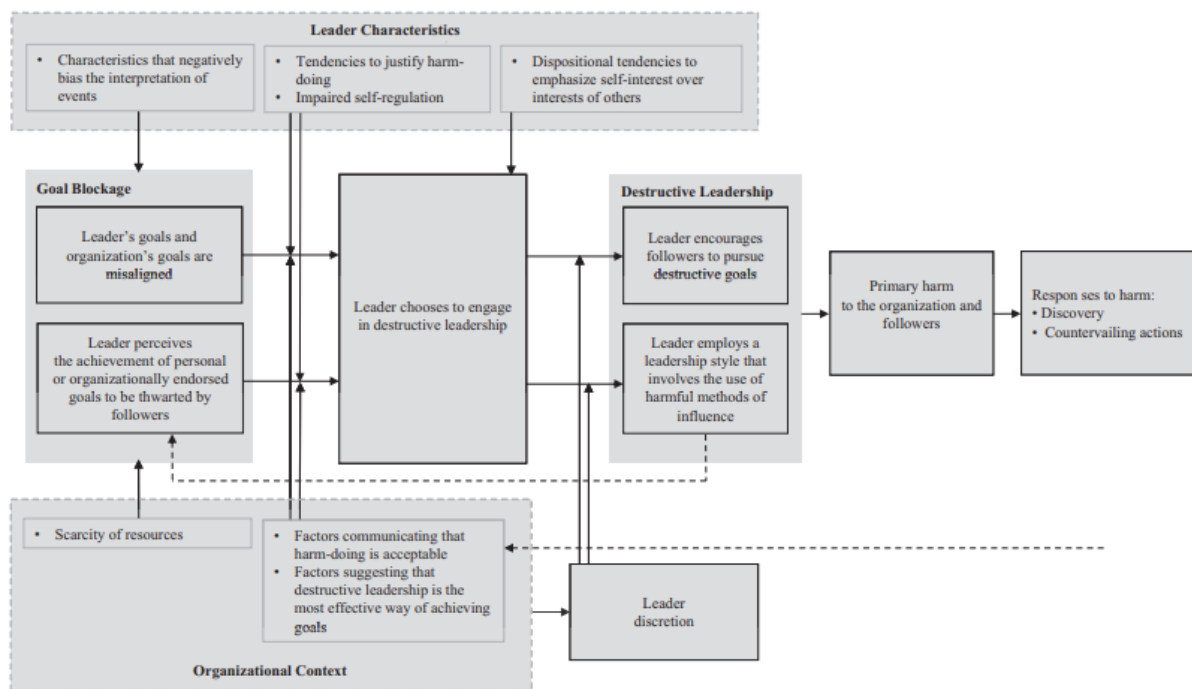 Leader Characteristics
• Characteristics that negatively
bias the interpretation of
events
• Tendencies to justify harm-
doing
• Impaired self-regulation
• Dispositional tendencies to
emphasize self-interest over
interests of others
Goal Blockage
Leader's goals and
organization's goals are
misaligned
Leader perceives
the achievement of personal
or organizationally endorsed
goals to be thwarted by
followers
Leader chooses to engage
in destructive leadership
Destructive Leadership
Leader encourages
followers to pursue
destructive goals
Leader employs a
leadership style that
involves the use of
harmful methods of
influence
Primary harm
to the organization and
followers
Respon ses to harm:
• Discovery
• Countervailing actions
• Scarcity of resources
• Factors communicating that
harm-doing is acceptable
• Factors suggesting that
destructive leadership is the
most effective way of achieving
goals
Organizational Context
Leader
discretion